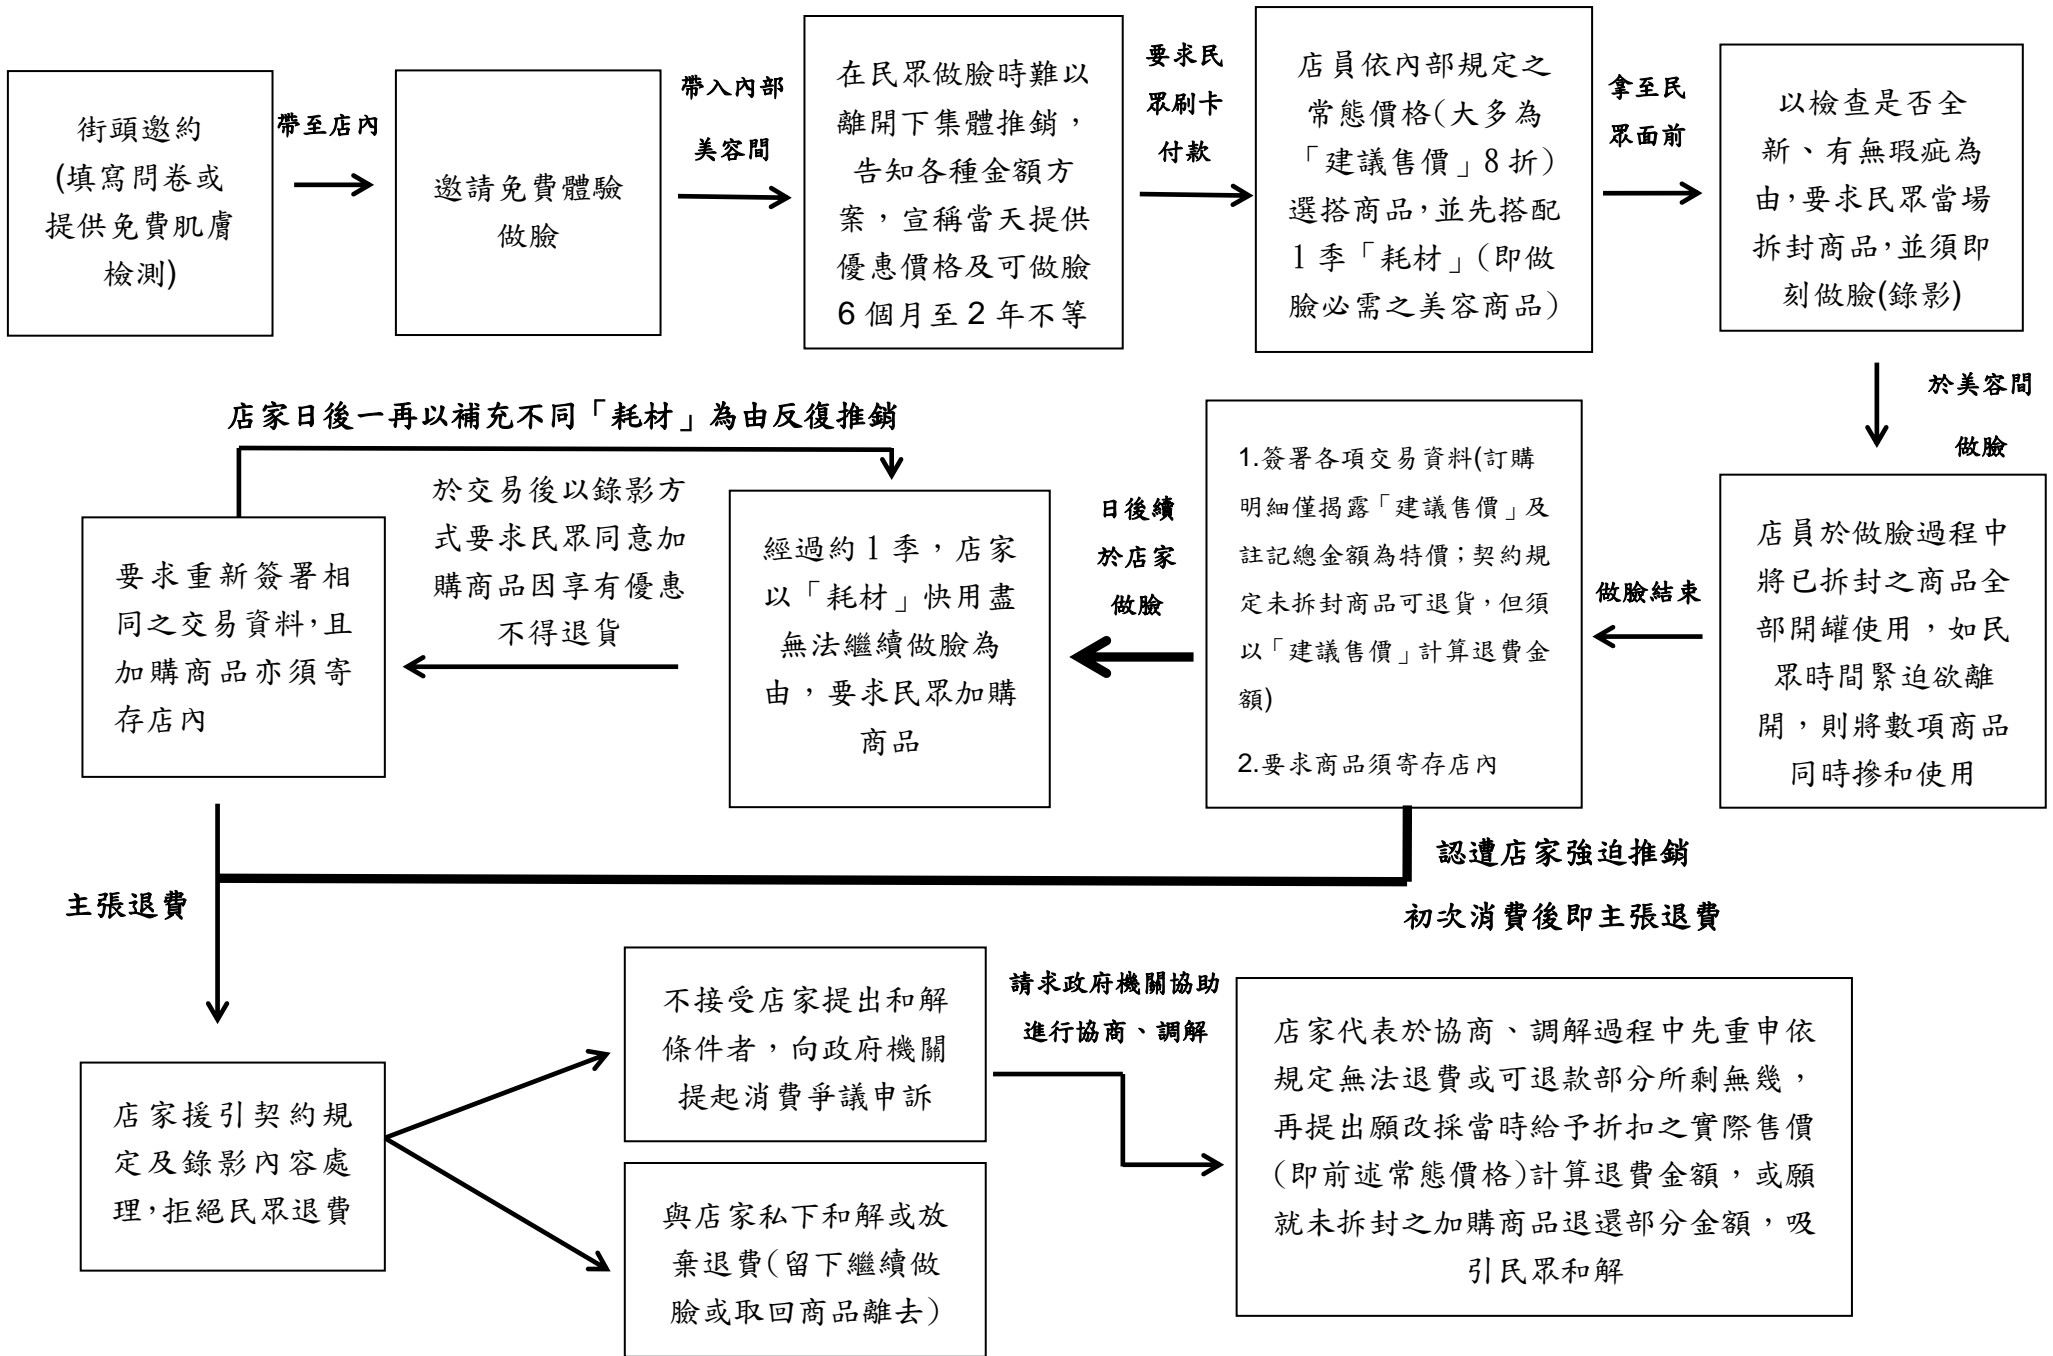 街頭邀約
(填寫問卷或
提供免費肌膚
檢測)
帶至店內
邀請免費體驗
做臉
帶入內部
美容間
在民眾做臉時難以
離開下集體推銷，
告知各種金額方
案，宣稱當天提供
優惠價格及可做臉
6 個月至 2 年不等
要求民
眾刷卡
付款
店員依內部規定之
常態價格(大多為
「建議售價」8 折)
選搭商品，並先搭配
1 季「耗材」(即做
臉必需之美容商品)
拿至民
眾面前
以檢查是否全
新、有無瑕疵為
由，要求民眾當場
拆封商品，並須即
刻做臉(錄影)
於美容間
做臉
店員於做臉過程中
將已拆封之商品全
部開罐使用，如民
眾時間緊迫欲離
開，則將數項商品
同時摻和使用
做臉結束
1.簽署各項交易資料(訂購
明細僅揭露「建議售價」及
註記總金額為特價；契約規
定未拆封商品可退貨，但須
以「建議售價」計算退費金
額)
2.要求商品須寄存店內
日後續
於店家
做臉
經過約 1 季，店家
以「耗材」快用盡
無法繼續做臉為
由，要求民眾加購
商品
於交易後以錄影方
式要求民眾同意加
購商品因享有優惠
不得退貨
要求重新簽署相
同之交易資料，且
加購商品亦須寄
存店內
店家日後一再以補充不同「耗材」為由反復推銷
認遭店家強迫推銷
初次消費後即主張退費
主張退費
店家援引契約規
定及錄影內容處
理，拒絕民眾退費
不接受店家提出和解
條件者，向政府機關
提起消費爭議申訴
與店家私下和解或放
棄退費(留下繼續做
臉或取回商品離去)
請求政府機關協助
進行協商、調解
店家代表於協商、調解過程中先重申依
規定無法退費或可退款部分所剩無幾，
再提出願改採當時給予折扣之實際售價
(即前述常態價格)計算退費金額，或願
就未拆封之加購商品退還部分金額，吸
引民眾和解